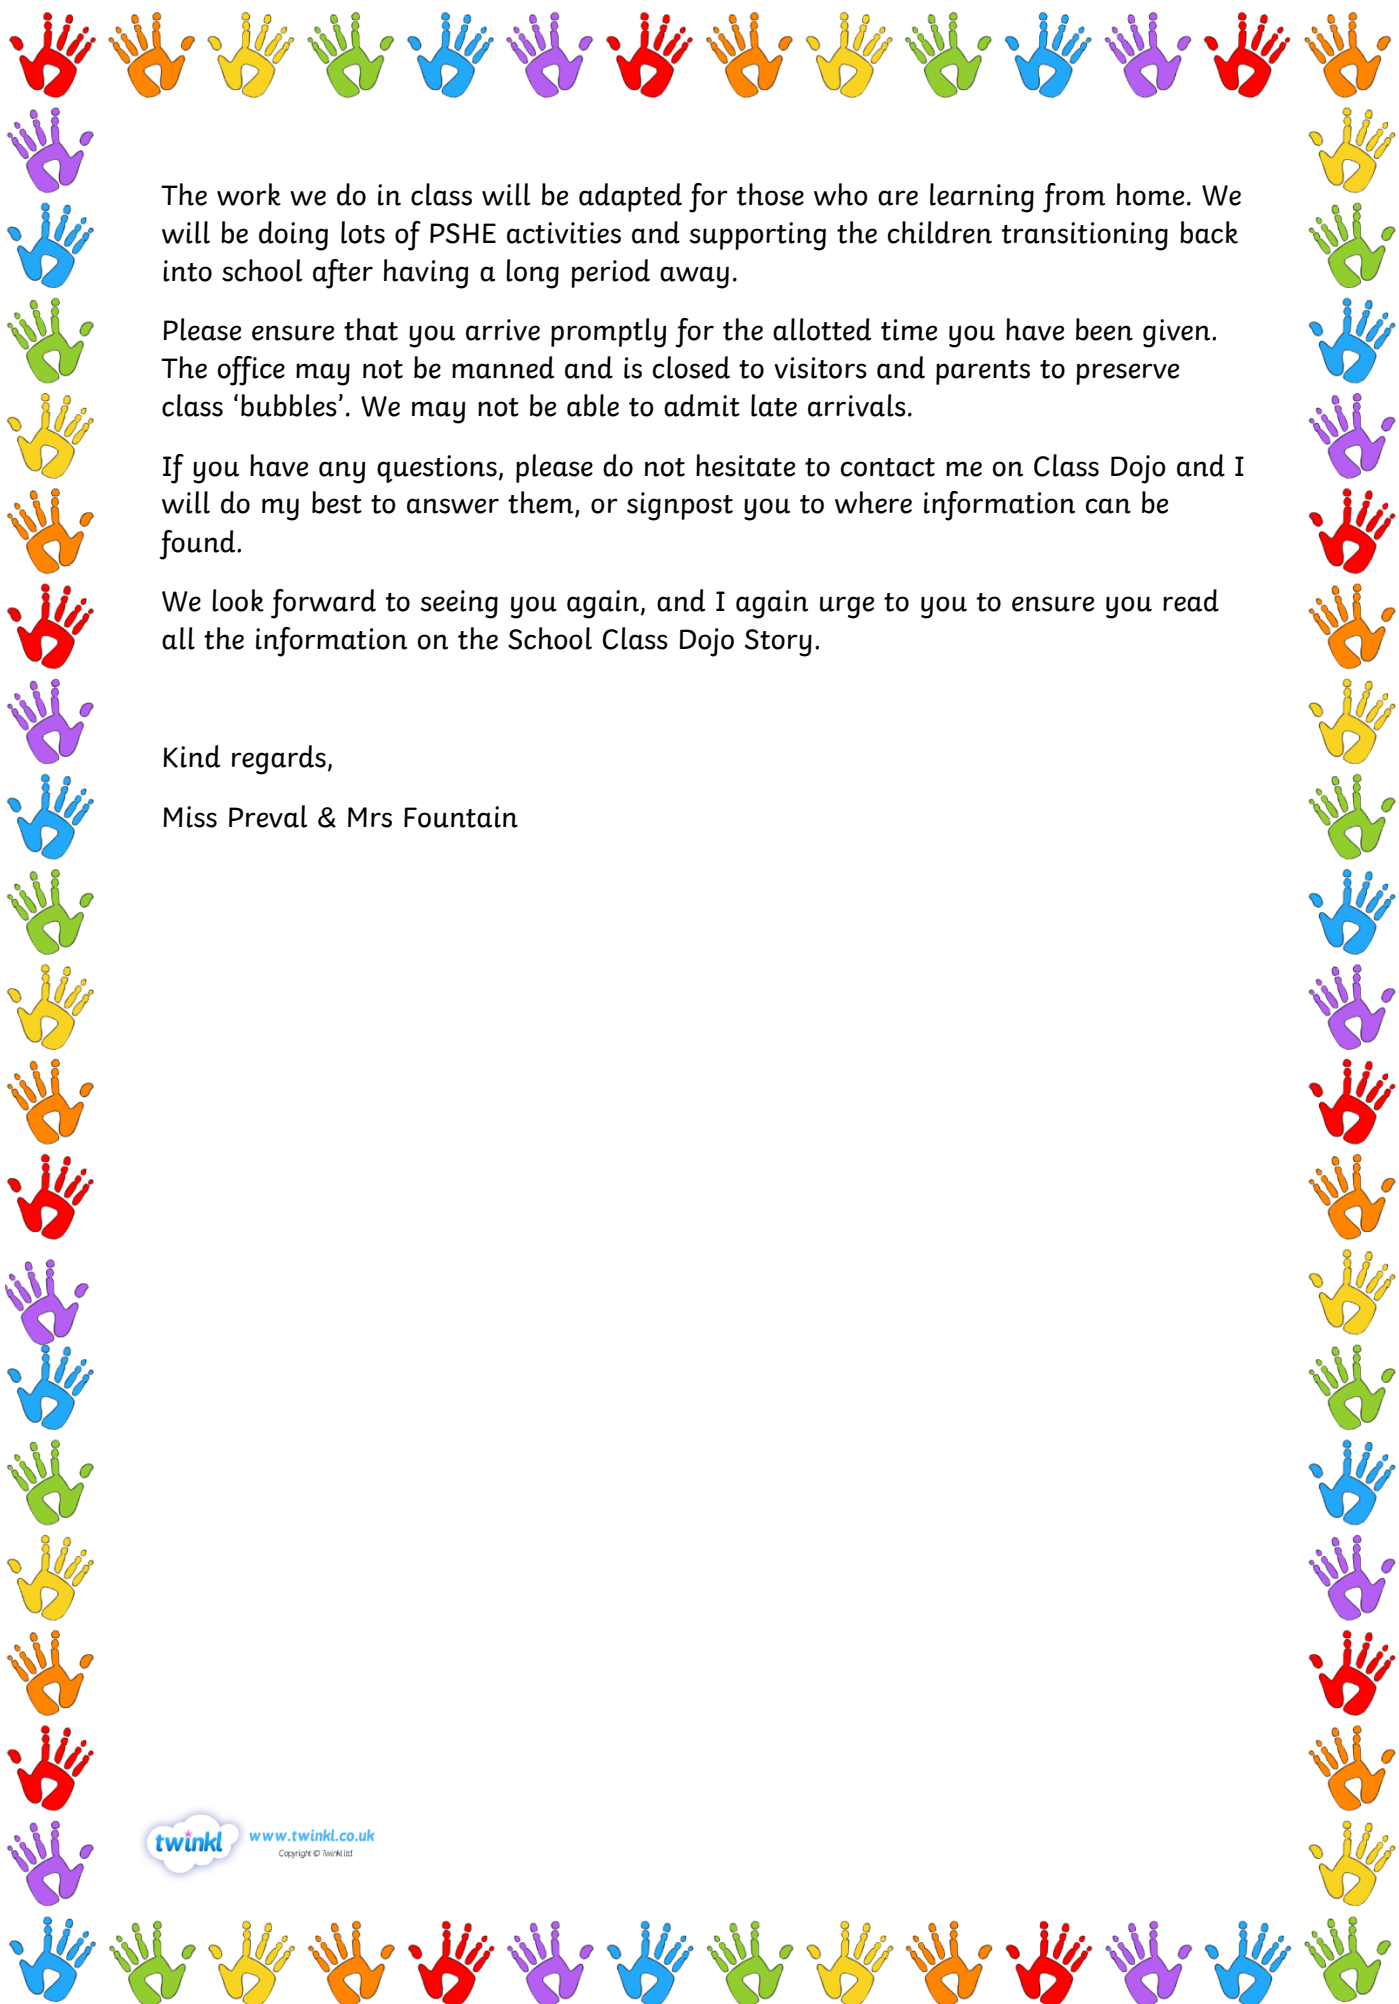 The work we do in class will be adapted for those who are learning from home. We
will be doing lots of PSHE activities and supporting the children transitioning back
into school after having a long period away.
Please ensure that you arrive promptly for the allotted time you have been given.
The office may not be manned and is closed to visitors and parents to preserve
class ‘bubbles’. We may not be able to admit late arrivals.
If you have any questions, please do not hesitate to contact me on Class Dojo and I
will do my best to answer them, or signpost you to where information can be
found.
We look forward to seeing you again, and I again urge to you to ensure you read
all the information on the School Class Dojo Story.
Kind regards,
Miss Preval & Mrs Fountain
twinkl
www.twinkl.co.uk
Copyright © Twinkl Ltd